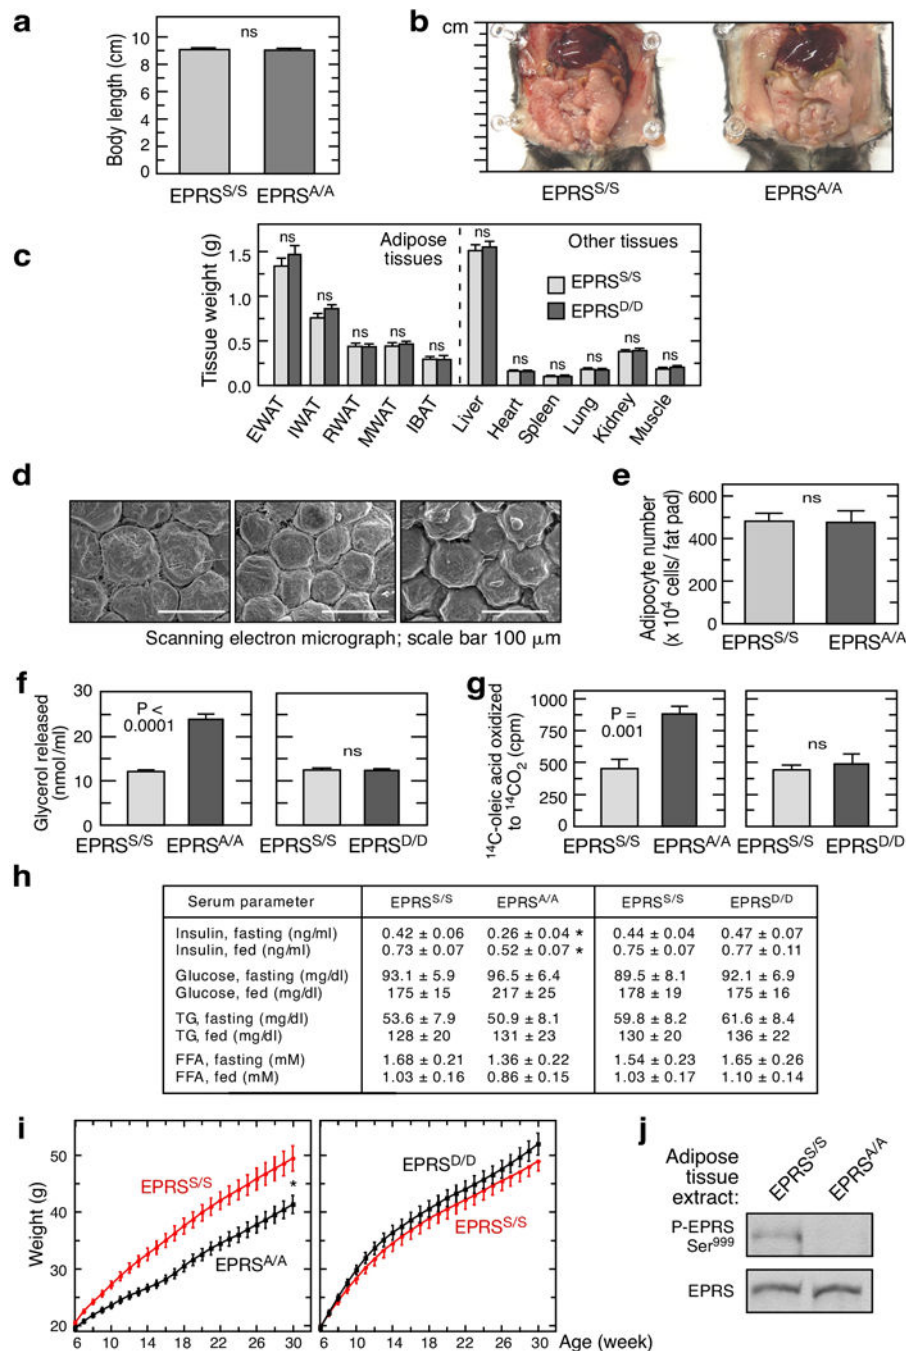 a
ns
Body length (cm)
10
8
6
4
2
0
EPRS^S/S EPRS^A/A
b
cm
EPRS^S/S EPRS^A/A
c
Tissue weight (g)
1.5
1.0
0.5
0.0
Adipose
tissues
Other tissues
EPRS^S/S
EPRS^D/D
ns ns ns ns ns ns ns ns ns ns ns
EWAT IWAT RWAT MWAT IBAT Liver Heart Spleen Lung Kidney Muscle
d
Scanning electron micrograph; scale bar 100 μm
e
Adipocyte number
(x 10^4 cells/ fat pad)
600
400
200
0
ns
EPRS^S/S EPRS^A/A
f
Glycerol released
(nmol/ml)
30
20
10
0
P <
0.0001
ns
EPRS^S/S EPRS^A/A EPRS^S/S EPRS^D/D
g
^14C-oleic acid oxidized
to ^14CO2 (cpm)
1000
750
500
250
0
P =
0.001
ns
EPRS^S/S EPRS^A/A EPRS^S/S EPRS^D/D
h
Serum parameter EPRS^S/S EPRS^A/A EPRS^S/S EPRS^D/D
Insulin, fasting (ng/ml) 0.42 ± 0.06 0.26 ± 0.04 * 0.44 ± 0.04 0.47 ± 0.07
Insulin, fed (ng/ml) 0.73 ± 0.07 0.52 ± 0.07 * 0.75 ± 0.07 0.77 ± 0.11
Glucose, fasting (mg/dl) 93.1 ± 5.9 96.5 ± 6.4 89.5 ± 8.1 92.1 ± 6.9
Glucose, fed (mg/dl) 175 ± 15 217 ± 25 178 ± 19 175 ± 16
TG, fasting (mg/dl) 53.6 ± 7.9 50.9 ± 8.1 59.8 ± 8.2 61.6 ± 8.4
TG, fed (mg/dl) 128 ± 20 131 ± 23 130 ± 20 136 ± 22
FFA, fasting (mM) 1.68 ± 0.21 1.36 ± 0.22 1.54 ± 0.23 1.65 ± 0.26
FFA, fed (mM) 1.03 ± 0.16 0.86 ± 0.15 1.03 ± 0.17 1.10 ± 0.14
i
Weight (g)
50
40
30
20
EPRS^S/S
*
EPRS^A/A
EPRS^D/D
EPRS^S/S
6 10 14 18 22 26 30 6 10 14 18 22 26 30 Age (week)
j
Adipose
tissue
extract:
EPRS^S/S EPRS^A/A
P-EPRS
Ser^999
EPRS